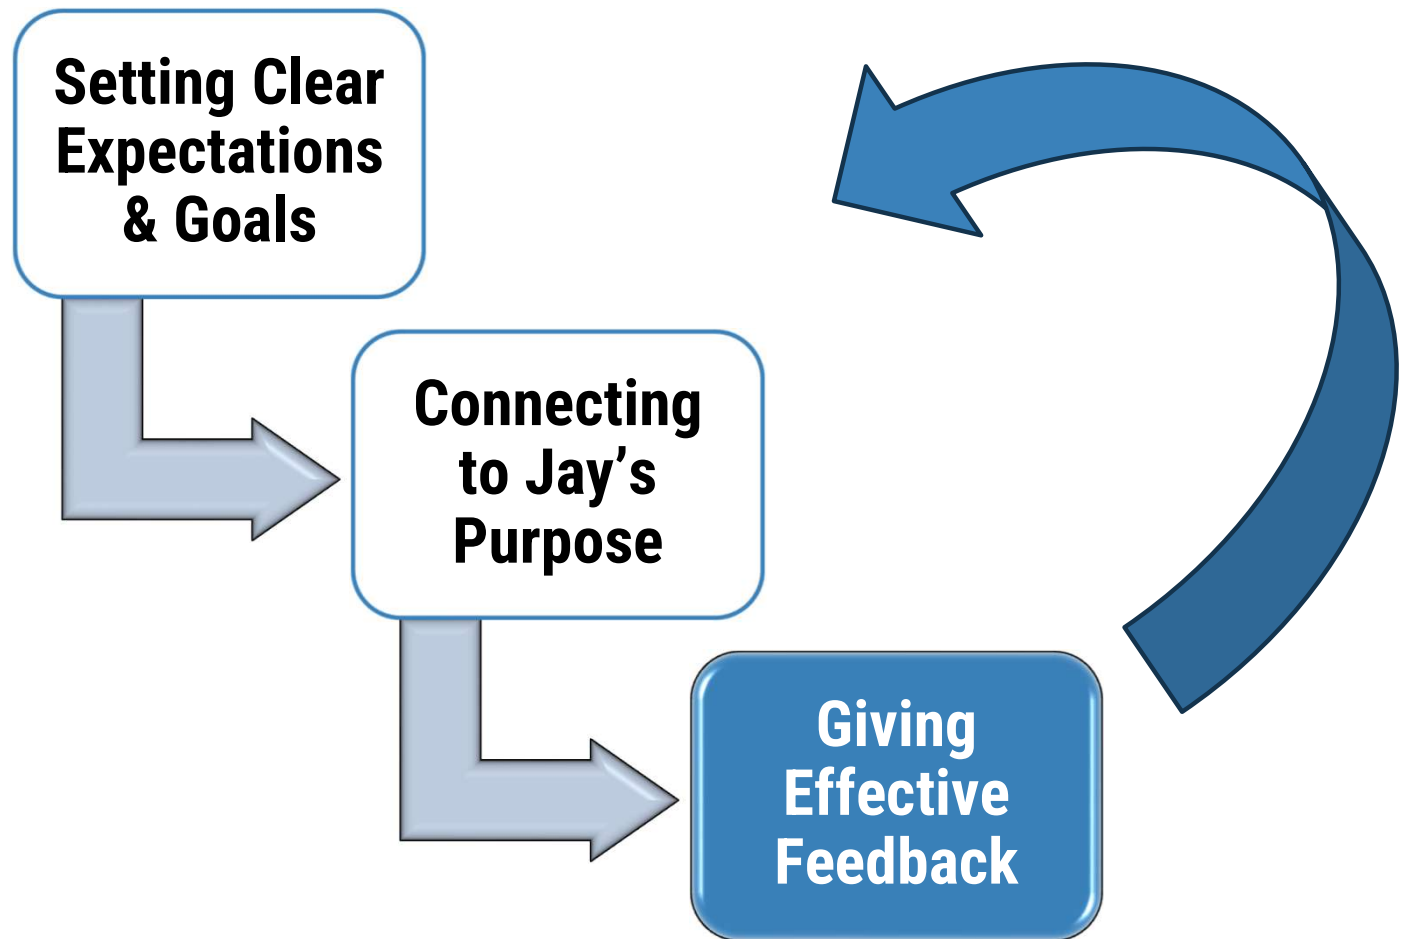 Setting Clear
Expectations
& Goals
Connecting
to Jay’s
Purpose
Giving
Effective
Feedback